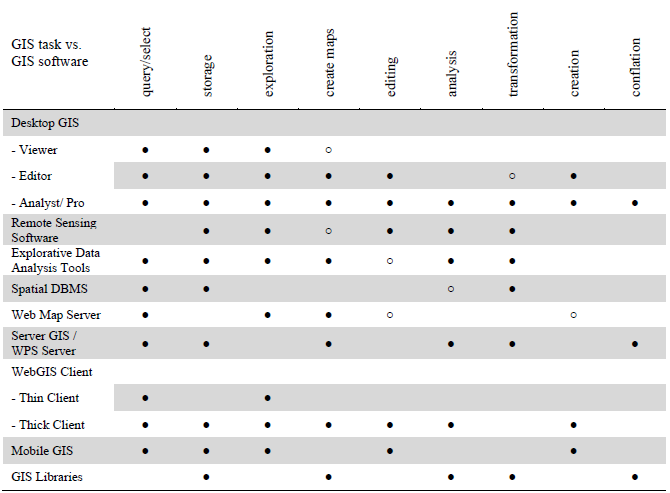 GIS task vs.
GIS software
query/select
storage
exploration
create maps
editing
analysis
transformation
creation
conflation
Desktop GIS
- Viewer ● ● ● ○
- Editor ● ● ● ● ● ○ ●
- Analyst/ Pro ● ● ● ● ● ● ● ● ●
Remote Sensing
Software ● ● ○ ● ● ●
Explorative Data
Analysis Tools ● ● ● ● ○ ● ●
Spatial DBMS ● ● ○ ●
Web Map Server ● ● ● ○ ○
Server GIS /
WPS Server ● ● ● ● ● ●
WebGIS Client
- Thin Client ● ●
- Thick Client ● ● ● ● ● ● ●
Mobile GIS ● ● ● ● ●
GIS Libraries ● ● ● ● ●